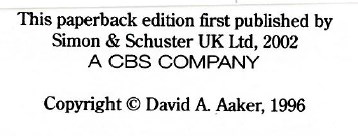 This paperback edition first published by
Simon & Schuster UK Ltd, 2002
A CBS COMPANY
Copyright © David A. Aaker, 1996